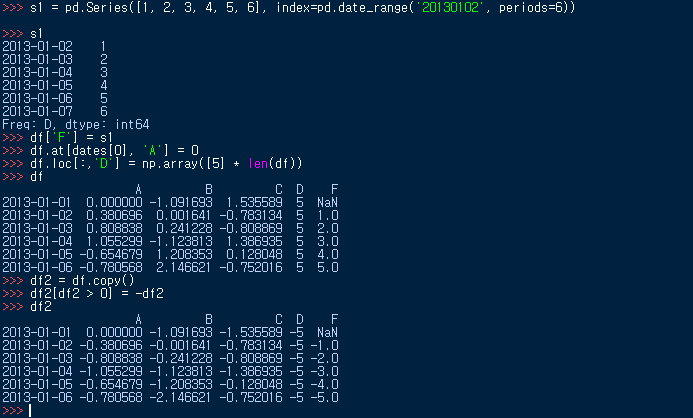 >>> s1 = pd.Series([1, 2, 3, 4, 5, 6], index=pd.date_range('20130102', periods=6))
>>> s1
2013-01-02    1
2013-01-03    2
2013-01-04    3
2013-01-05    4
2013-01-06    5
2013-01-07    6
Freq: D, dtype: int64
>>> df['F'] = s1
>>> df.at[dates[0], 'A'] = 0
>>> df.loc[:,'D'] = np.array([5] * len(df))
>>> df
                   A         B         C  D    F
2013-01-01  0.000000 -1.091693  1.535589  5  NaN
2013-01-02  0.380696  0.001641 -0.783134  5  1.0
2013-01-03  0.808838  0.241228 -0.808869  5  2.0
2013-01-04  1.055299 -1.123813  1.386935  5  3.0
2013-01-05 -0.654679  1.208353  0.128048  5  4.0
2013-01-06 -0.780568  2.146621 -0.752016  5  5.0
>>> df2 = df.copy()
>>> df2[df2 > 0] = -df2
>>> df2
                   A         B         C  D    F
2013-01-01  0.000000 -1.091693 -1.535589 -5  NaN
2013-01-02 -0.380696 -0.001641 -0.783134 -5 -1.0
2013-01-03 -0.808838 -0.241228 -0.808869 -5 -2.0
2013-01-04 -1.055299 -1.123813 -1.386935 -5 -3.0
2013-01-05 -0.654679 -1.208353 -0.128048 -5 -4.0
2013-01-06 -0.780568 -2.146621 -0.752016 -5 -5.0
>>>